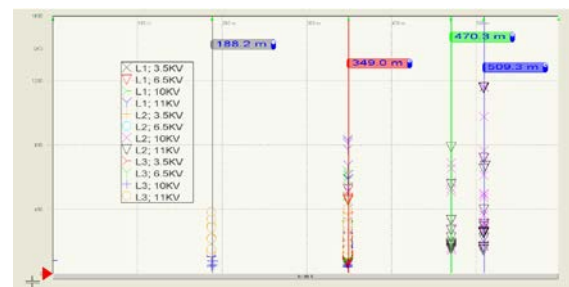 470.3 m
188.2 m
349.0 m
509.3 m
L1; 3.5KV
L1; 6.5KV
L1; 10KV
L1; 11KV
L2; 3.5KV
L2; 6.5KV
L2; 10KV
L2; 11KV
L3; 3.5KV
L3; 6.5KV
L3; 10KV
L3; 11KV